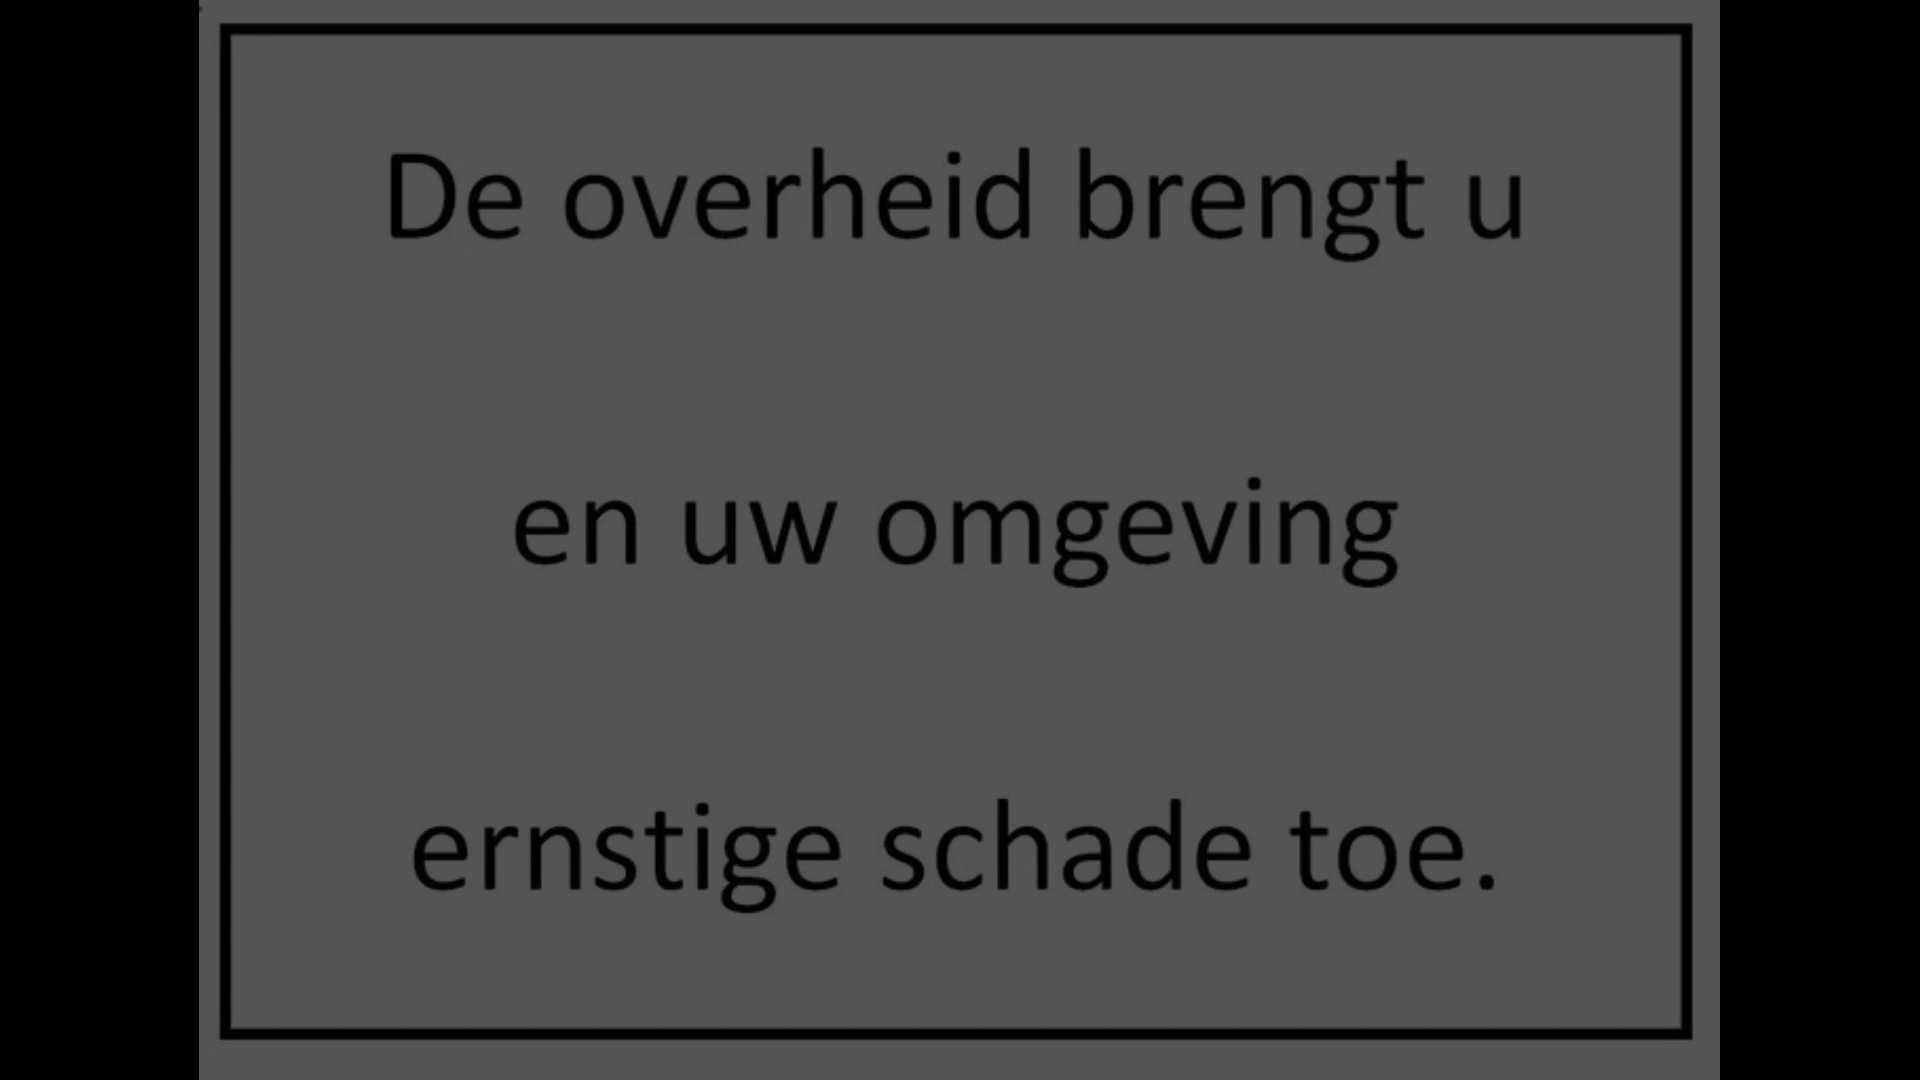 De overheid brengt u
en uw omgeving
ernstige schade toe.